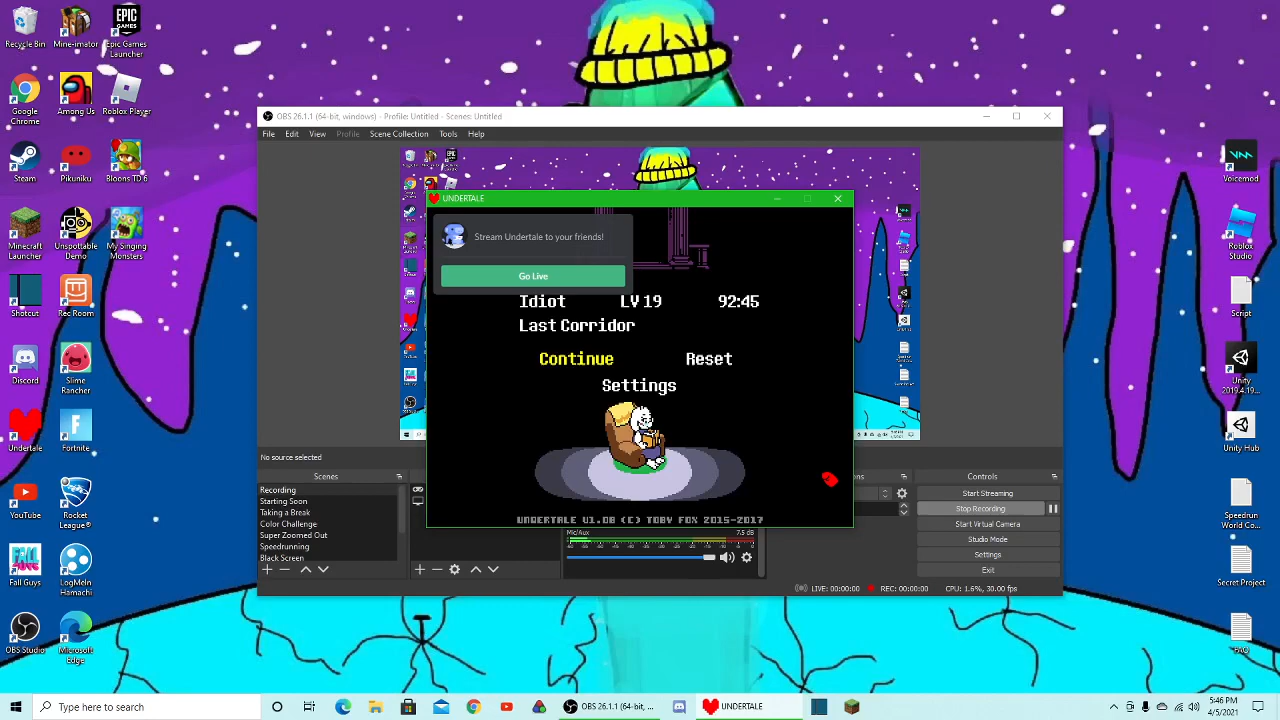 Recycle Bin
Mine-imator
Epic Games
Launcher
Google
Chrome
Among Us
Roblox Player
Steam
Pikuniku
Bloons TD 6
Minecraft
Launcher
Unspottable
Demo
My Singing
Monsters
Shotcut
Rec Room
Discord
Slime
Rancher
Undertale
Fortnite
YouTube
Rocket
League®
Fall Guys
LogMeIn
Hamachi
OBS Studio
Microsoft
Edge
OBS 26.1.1 (64-bit, windows) - Profile: Untitled - Scenes: Untitled
File Edit View Profile Scene Collection Tools Help
UNDERTALE
Stream Undertale to your friends!
Go Live
Idiot LV 19 92:45
Last Corridor
Continue Reset
Settings
UNDERTALE V1.08 (C) TOBY FOX 2015-2017
No source selected
Scenes
Recording
Starting Soon
Taking a Break
Color Challenge
Super Zoomed Out
Speedrunning
Black Screen
Mic/Aux 7.5 dB
Controls
Start Streaming
Stop Recording
Start Virtual Camera
Studio Mode
Settings
Exit
LIVE: 00:00:00 REC: 00:00:00 CPU: 1.6%, 30.00 fps
Voicemod
Roblox
Studio
Script
Unity
2019.4.19...
Unity Hub
Speedrun
World Co...
Secret Project
FAQ
Type here to search
OBS 26.1.1 (64-bit, w...
UNDERTALE
5:46 PM
4/5/2021